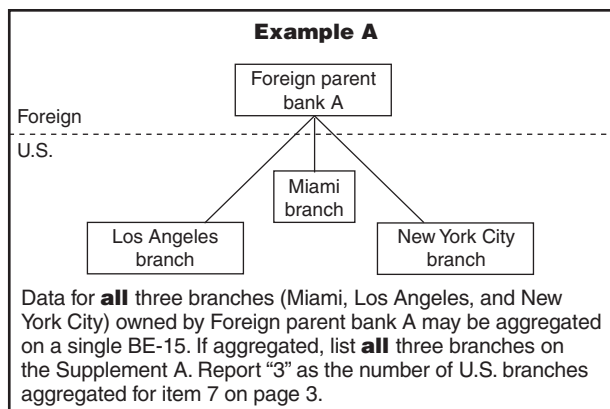 Example A
Foreign parent
bank A
Foreign
U.S.
Miami
branch
Los Angeles
branch
New York City
branch
Data for all three branches (Miami, Los Angeles, and New
York City) owned by Foreign parent bank A may be aggregated
on a single BE-15. If aggregated, list all three branches on
the Supplement A. Report “3” as the number of U.S. branches
aggregated for item 7 on page 3.